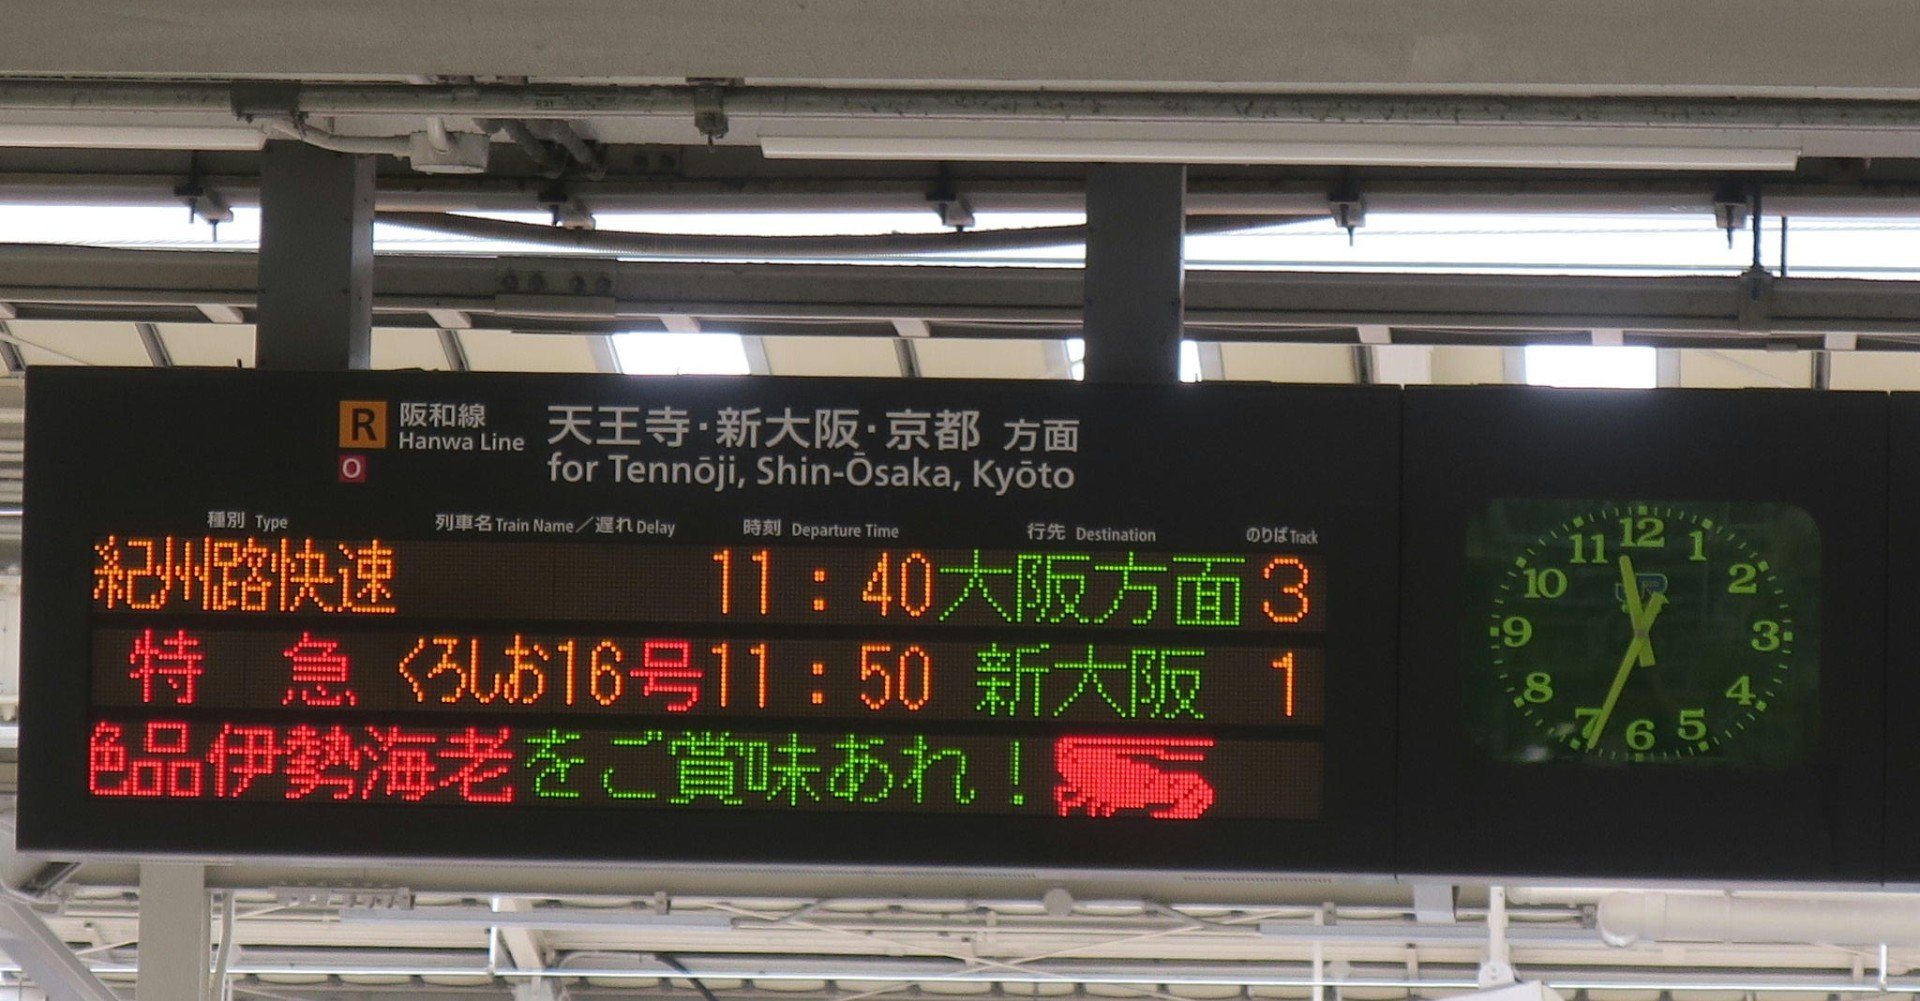 R 阪和線 天王寺・新大阪・京都 方面
Hanwa Line
O for Tennōji, Shin-Ōsaka, Kyōto
種別 Type 列車名 Train Name／遅れ Delay 時刻 Departure Time 行先 Destination のりば Track
紀州路快速 11:40 大阪方面 3
特 急 くろしお16号 11:50 新大阪 1
色品伊勢海老をご賞味あれ！
12 1 2 3 4 5 6 7 8 9 10 11